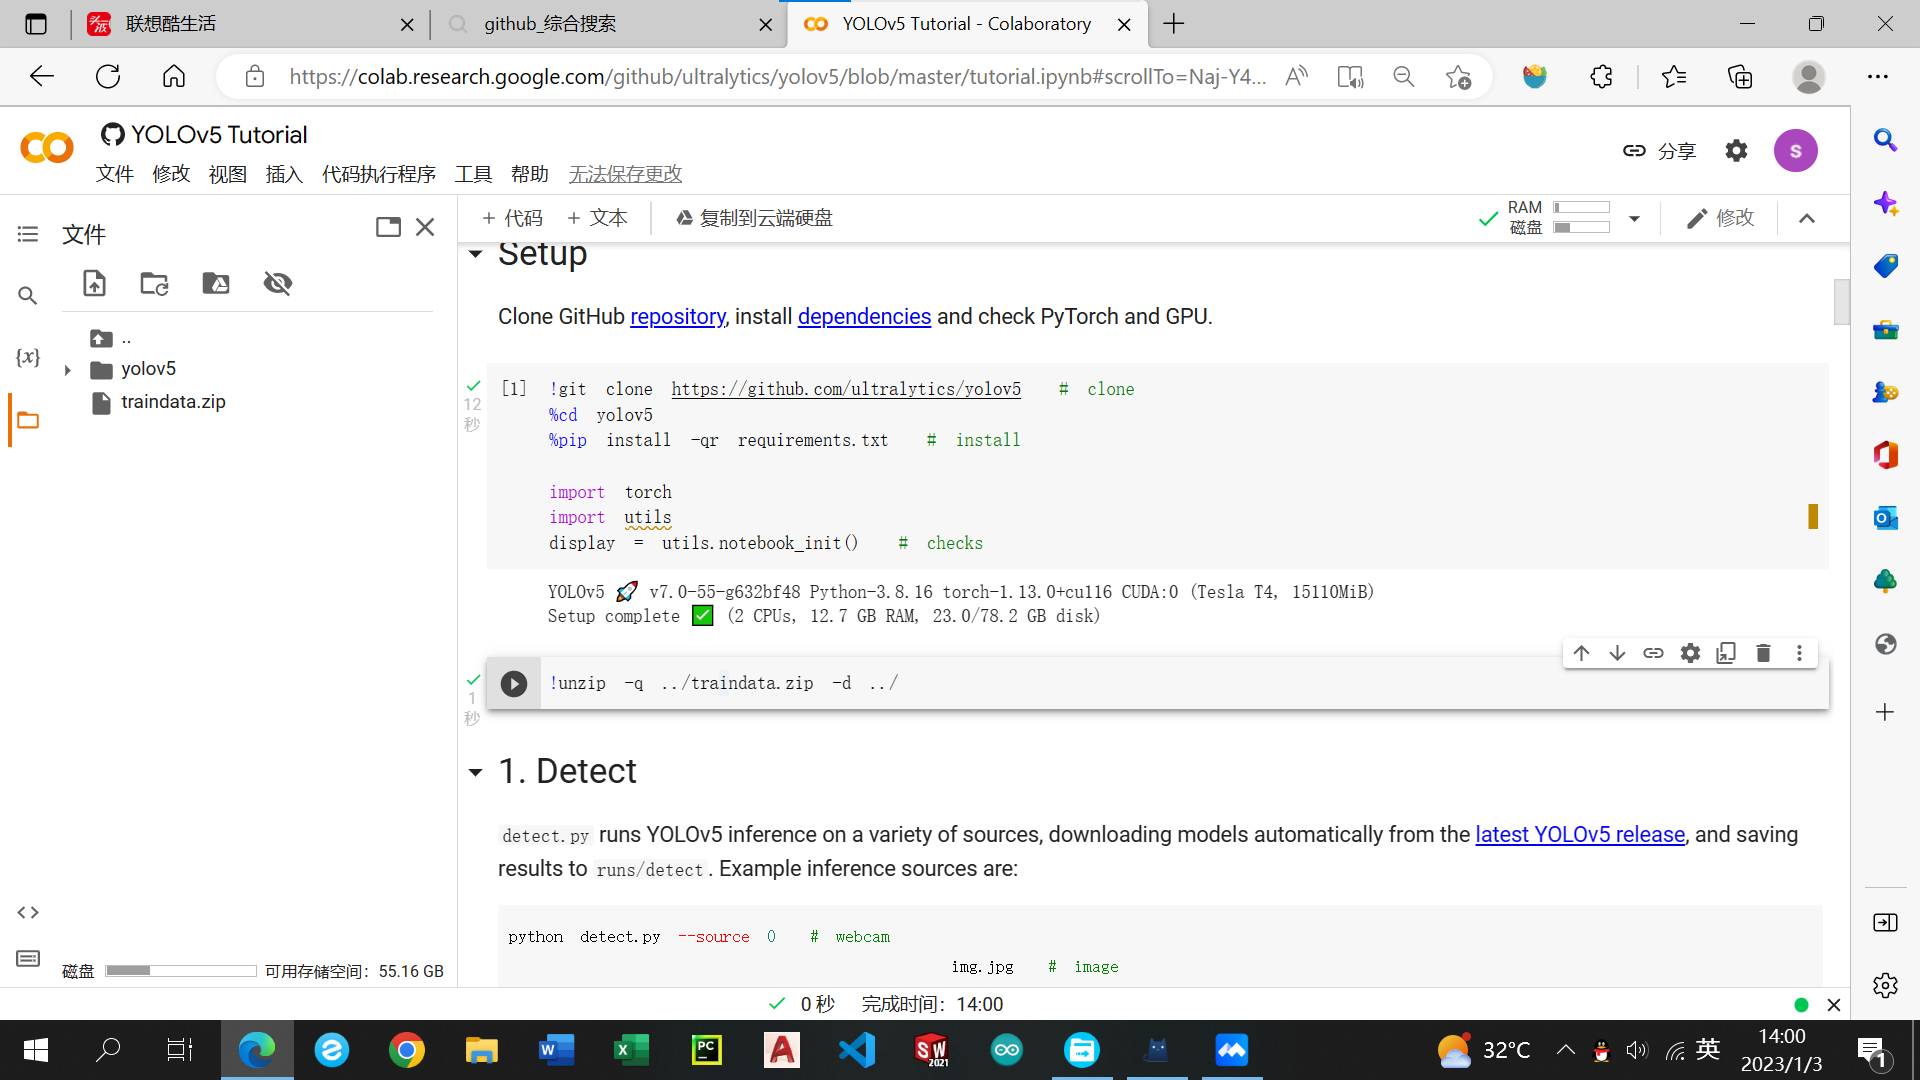 联想酷生活
github_综合搜索
YOLOv5 Tutorial - Colaboratory
https://colab.research.google.com/github/ultralytics/yolov5/blob/master/tutorial.ipynb#scrollTo=Naj-Y4...
YOLOv5 Tutorial
文件 修改 视图 插入 代码执行程序 工具 帮助 无法保存更改
分享
S
文件
+ 代码 + 文本 复制到云端硬盘
RAM
磁盘
修改
..
yolov5
traindata.zip
{x}
Setup
Clone GitHub repository, install dependencies and check PyTorch and GPU.
12
秒
[1] !git clone https://github.com/ultralytics/yolov5 # clone
%cd yolov5
%pip install -qr requirements.txt # install
import torch
import utils
display = utils.notebook_init() # checks
YOLOv5 🚀 v7.0-55-g632bf48 Python-3.8.16 torch-1.13.0+cu116 CUDA:0 (Tesla T4, 15110MiB)
Setup complete ✅ (2 CPUs, 12.7 GB RAM, 23.0/78.2 GB disk)
1
秒
!unzip -q ../traindata.zip -d ../
1. Detect
detect.py runs YOLOv5 inference on a variety of sources, downloading models automatically from the latest YOLOv5 release, and saving
results to runs/detect. Example inference sources are:
python detect.py --source 0 # webcam
img.jpg # image
磁盘 可用存储空间：55.16 GB
0 秒 完成时间：14:00
32°C
英
14:00
2023/1/3
1